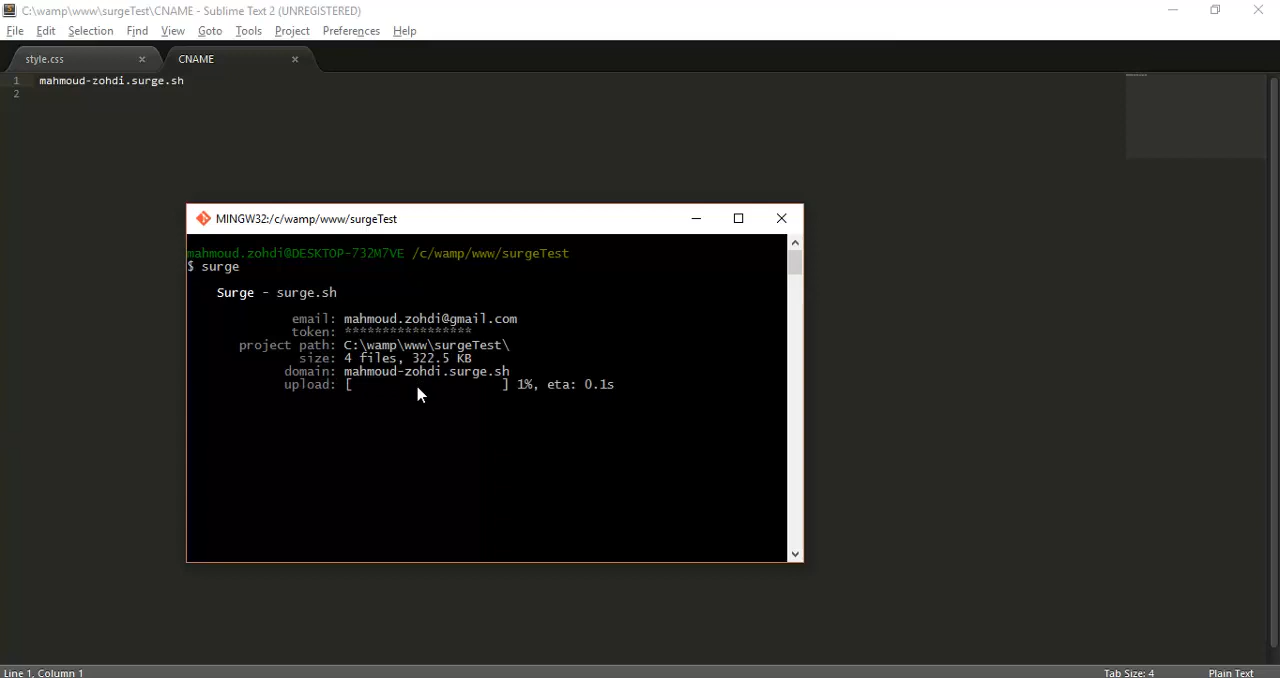 C:\wamp\www\surgeTest\CNAME - Sublime Text 2 (UNREGISTERED)
File Edit Selection Find View Goto Tools Project Preferences Help
style.css × CNAME ×
1 mahmoud-zohdi.surge.sh
2
MINGW32:/c/wamp/www/surgeTest
mahmoud.zohdi@DESKTOP-732M7VE /c/wamp/www/surgeTest
$ surge
Surge - surge.sh
email: mahmoud.zohdi@gmail.com
token: *****************
project path: C:\wamp\www\surgeTest\
size: 4 files, 322.5 KB
domain: mahmoud-zohdi.surge.sh
upload: [                    ] 1%, eta: 0.1s
Line 1, Column 1 Tab Size: 4 Plain Text